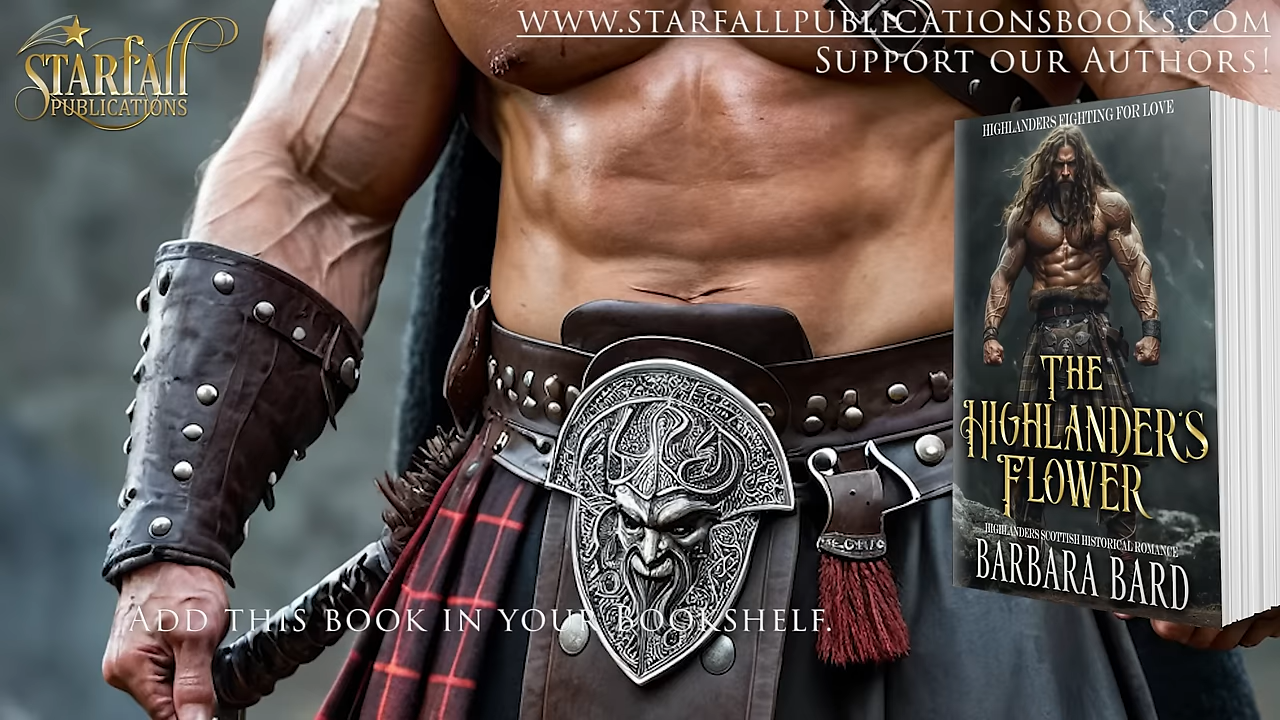 STARfall
PUBLICATIONS
WWW.STARFALLPUBLICATIONSBOOKS.COM
SUPPORT OUR AUTHORS!
HIGHLANDERS FIGHTING FOR LOVE
THE
HIGHLANDER'S
FLOWER
HIGHLANDERS SCOTTISH HISTORICAL ROMANCE
BARBARA BARD
ADD THIS BOOK IN YOUR BOOKSHELF.